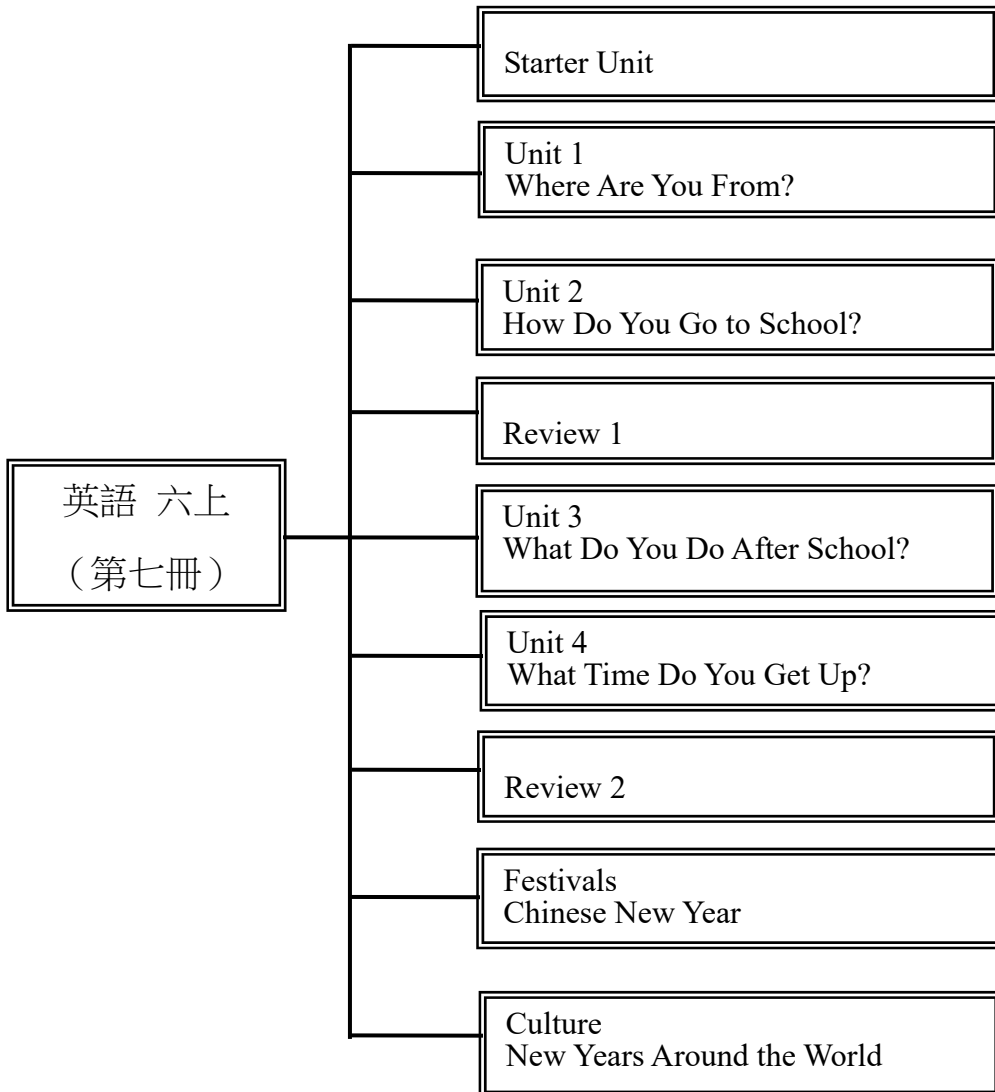 英語 六上
（第七冊）
Starter Unit
Unit 1
Where Are You From?
Unit 2
How Do You Go to School?
Review 1
Unit 3
What Do You Do After School?
Unit 4
What Time Do You Get Up?
Review 2
Festivals
Chinese New Year
Culture
New Years Around the World